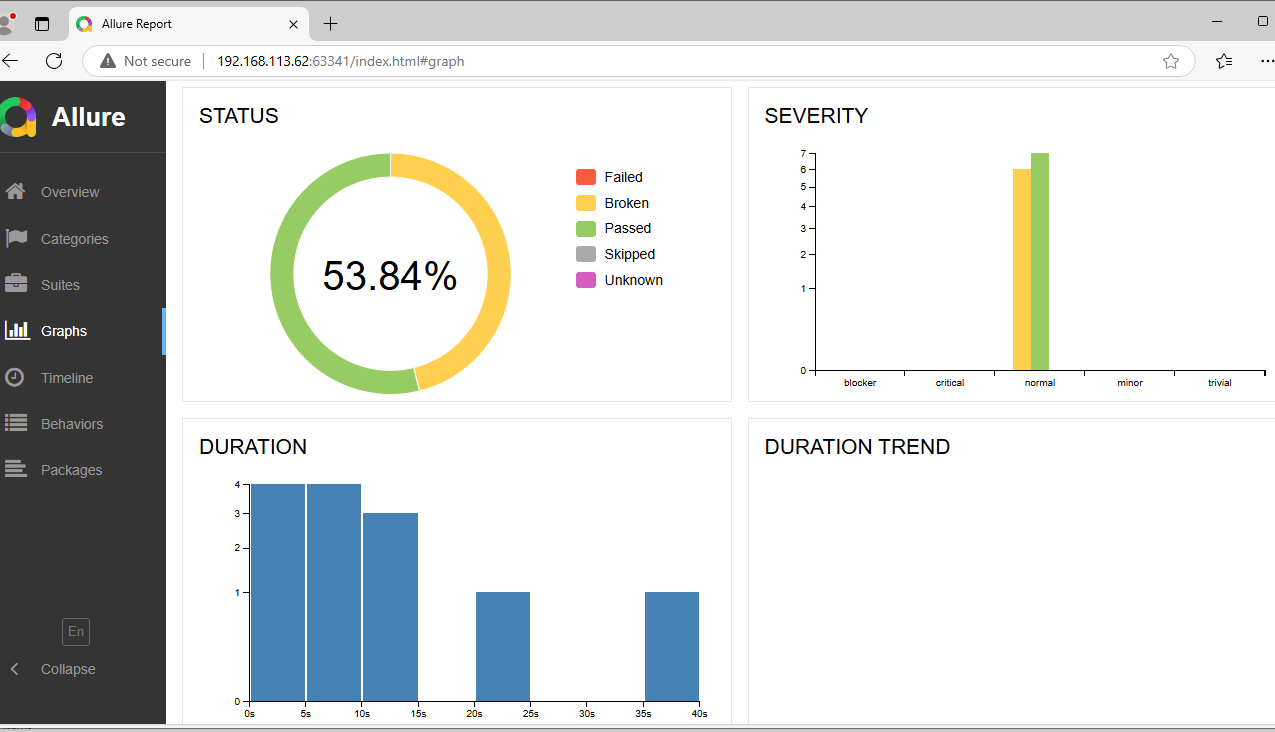 Allure Report
Not secure
192.168.113.62:63341/index.html#graph
Allure
Overview
Categories
Suites
Graphs
Timeline
Behaviors
Packages
En
Collapse
STATUS
53.84%
Failed
Broken
Passed
Skipped
Unknown
SEVERITY
7
6
5
4
3
2
1
0
blocker critical normal minor trivial
DURATION
4
3
2
1
0
0s 5s 10s 15s 20s 25s 30s 35s 40s
DURATION TREND